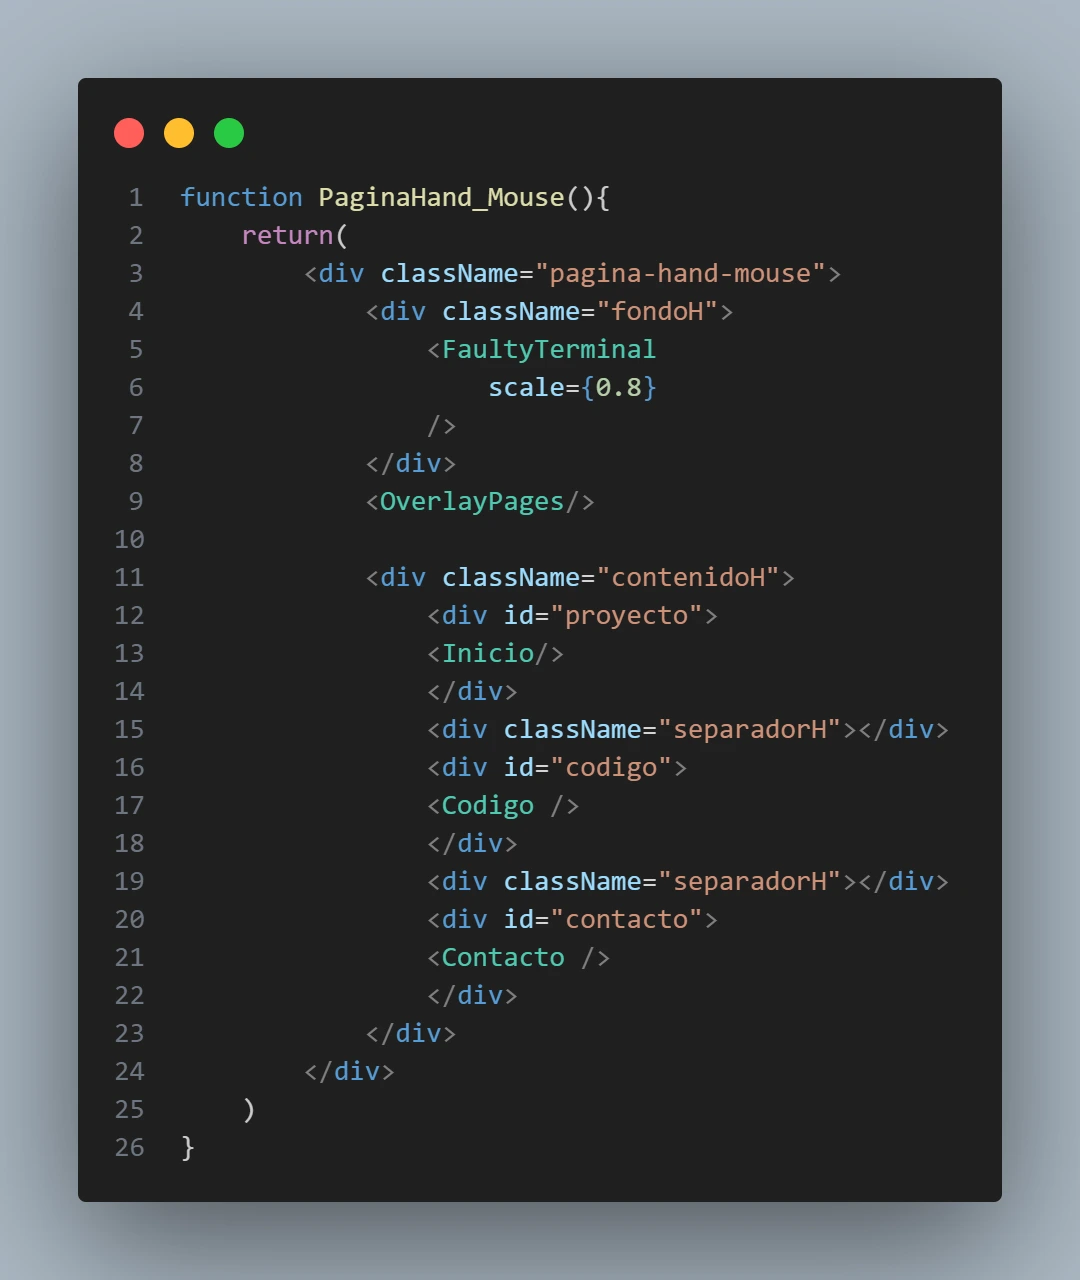 1 function PaginaHand_Mouse(){
2     return(
3         <div className="pagina-hand-mouse">
4             <div className="fondoH">
5                 <FaultyTerminal
6                     scale={0.8}
7                 />
8             </div>
9             <OverlayPages/>
10
11             <div className="contenidoH">
12                 <div id="proyecto">
13                 <Inicio/>
14                 </div>
15                 <div className="separadorH"></div>
16                 <div id="codigo">
17                 <Codigo />
18                 </div>
19                 <div className="separadorH"></div>
20                 <div id="contacto">
21                 <Contacto />
22                 </div>
23             </div>
24         </div>
25     )
26 }